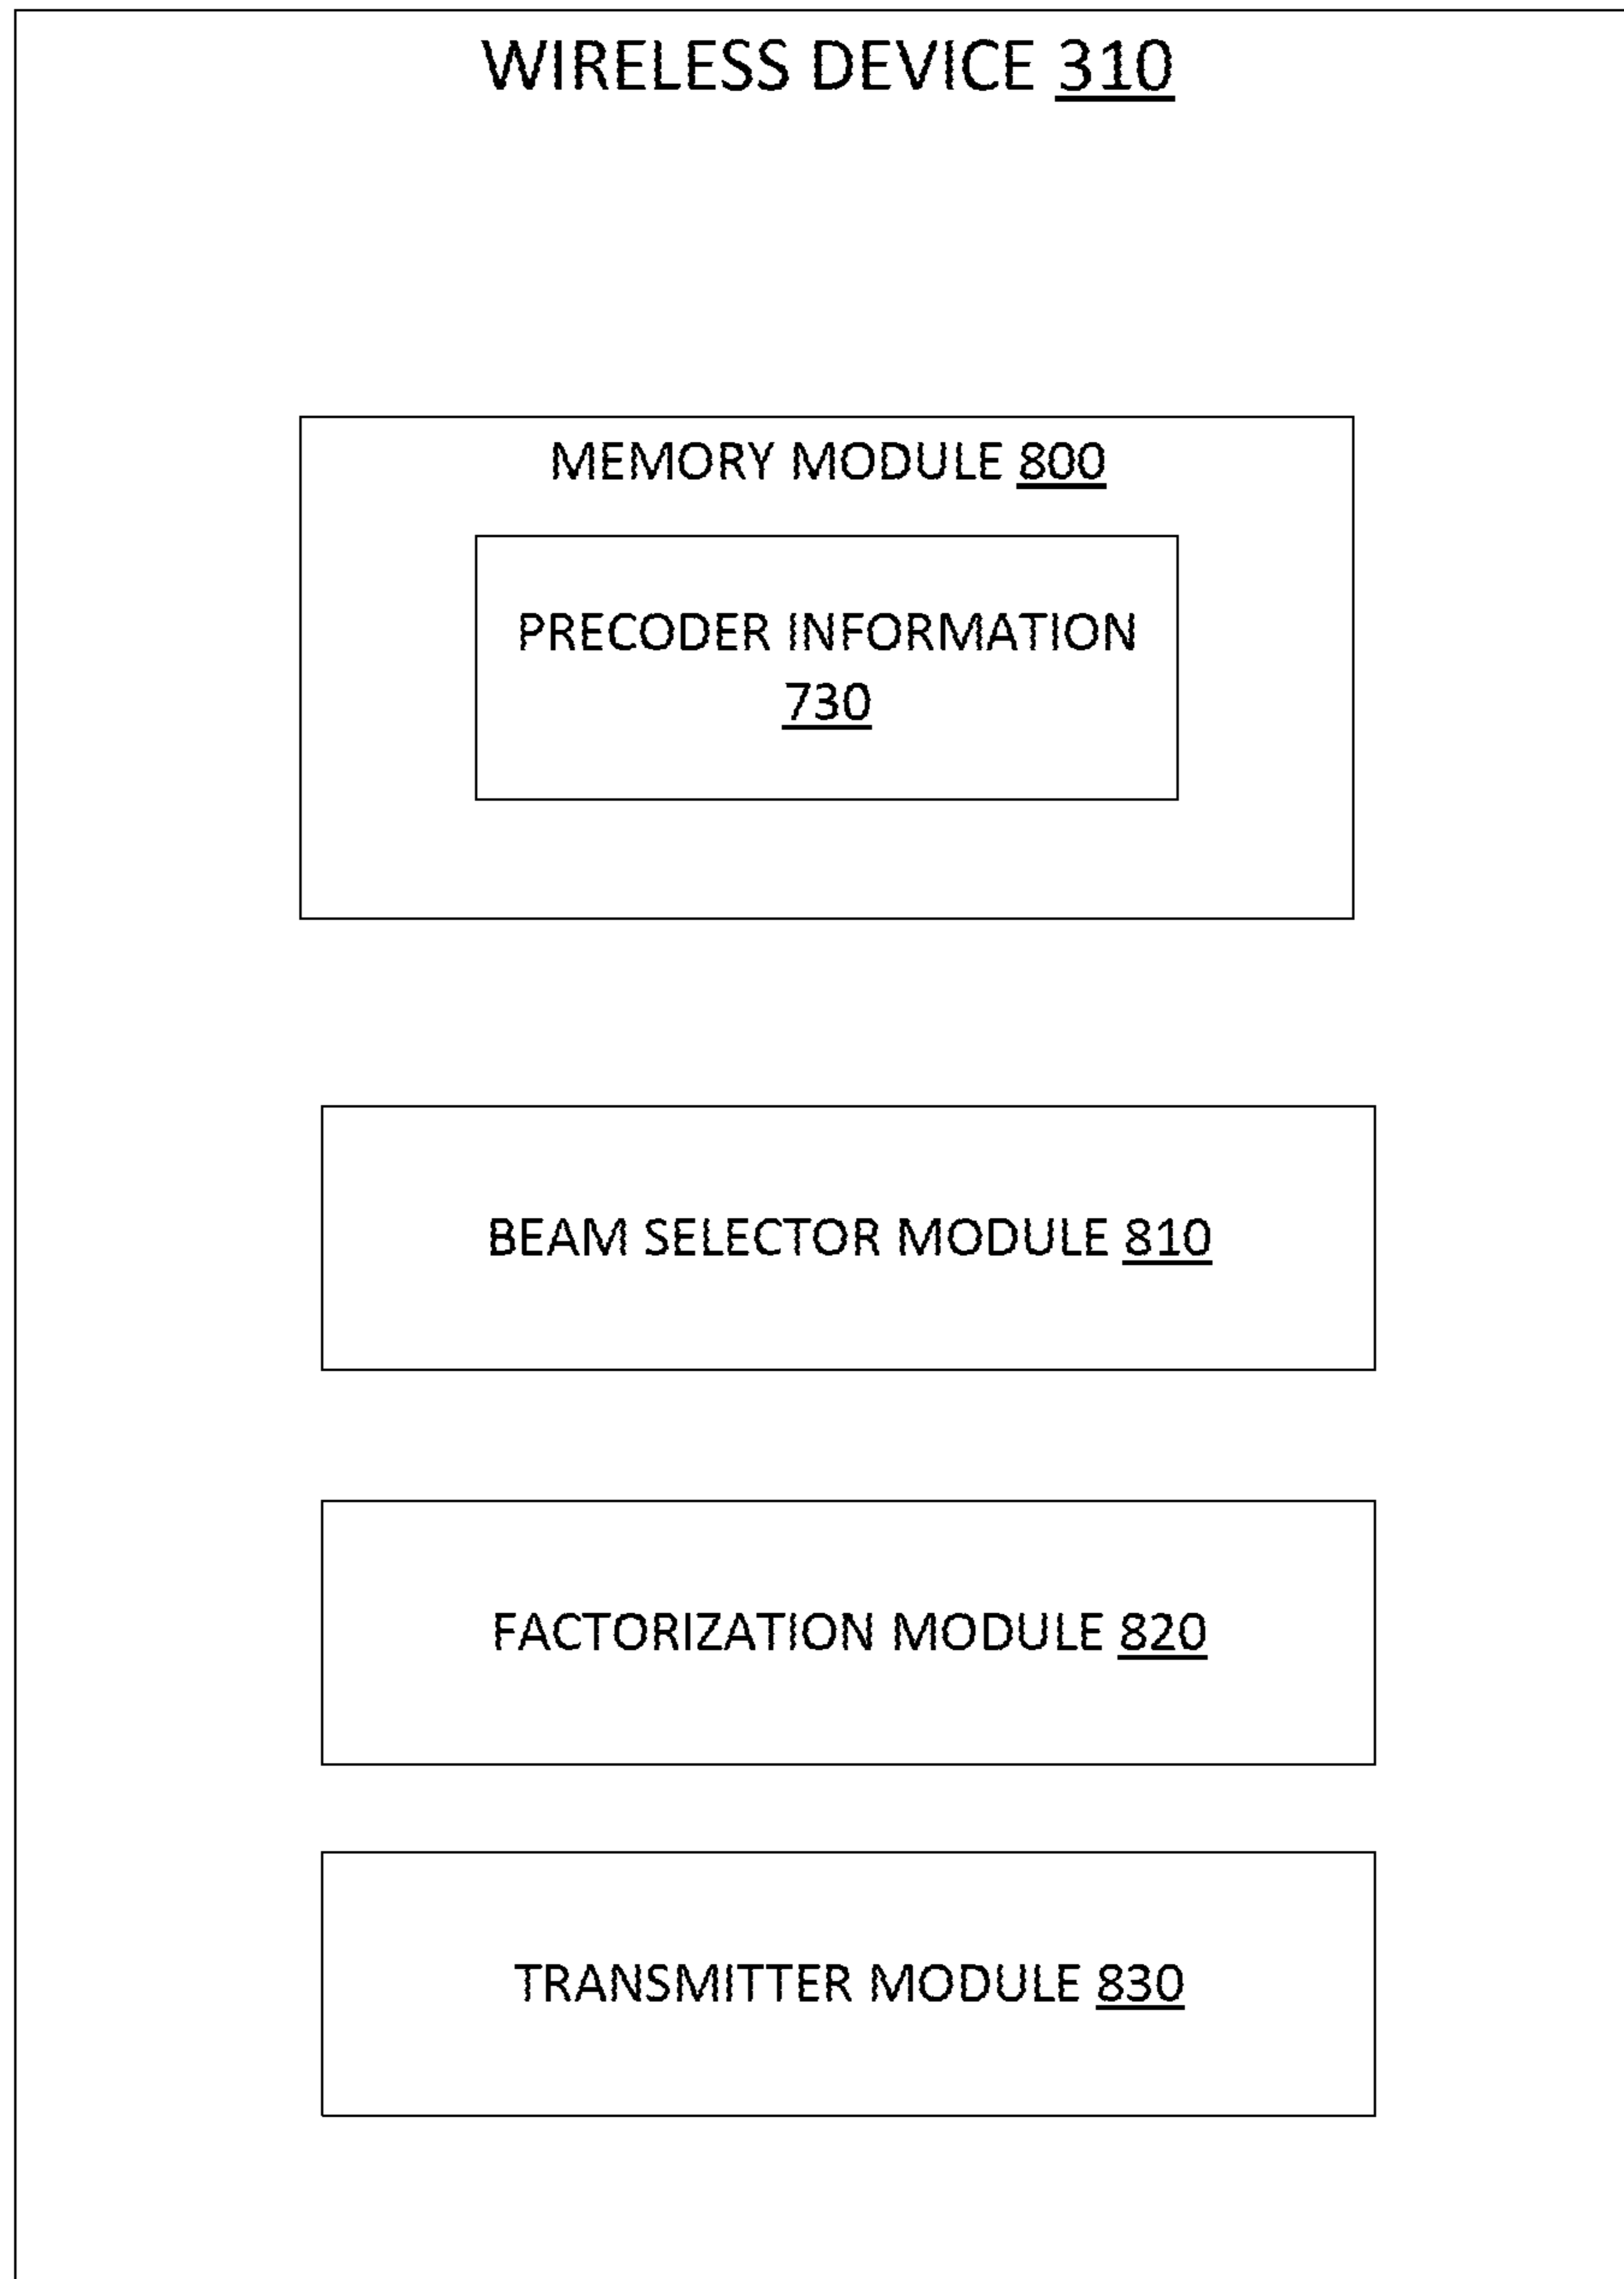 WIRELESS DEVICE 310
MEMORY MODULE 800
PRECODER INFORMATION
730
BEAM SELECTOR MODULE 810
FACTORIZATION MODULE 820
TRANSMITTER MODULE 830